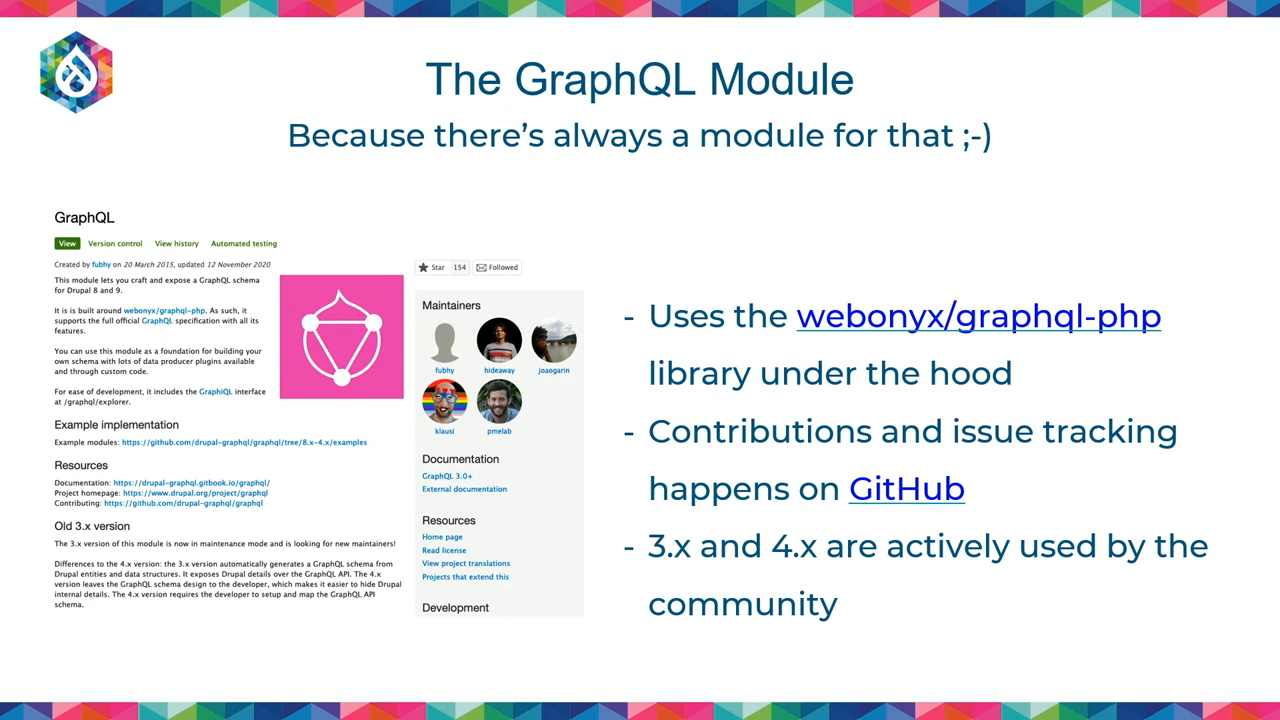 The GraphQL Module
Because there’s always a module for that ;-)
GraphQL
View Version control View history Automated testing
Created by fubhy on 20 March 2015, updated 12 November 2020
This module lets you craft and expose a GraphQL schema
for Drupal 8 and 9.
It is is built around webonyx/graphql-php. As such, it
supports the full official GraphQL specification with all its
features.
You can use this module as a foundation for building your
own schema with lots of data producer plugins available
and through custom code.
For ease of development, it includes the GraphiQL interface
at /graphql/explorer.
Example implementation
Example modules: https://github.com/drupal-graphql/graphql/tree/8.x-4.x/examples
Resources
Documentation: https://drupal-graphql.gitbook.io/graphql/
Project homepage: https://www.drupal.org/project/graphql
Contributing: https://github.com/drupal-graphql/graphql
Old 3.x version
The 3.x version of this module is now in maintenance mode and is looking for new maintainers!
Differences to the 4.x version: the 3.x version automatically generates a GraphQL schema from
Drupal entities and data structures. It exposes Drupal details over the GraphQL API. The 4.x
version leaves the GraphQL schema design to the developer, which makes it easier to hide Drupal
internal details. The 4.x version requires the developer to setup and map the GraphQL API
schema.
Star 154 Followed
Maintainers
fubhy hideaway joaogarin
klausi pmelab
Documentation
GraphQL 3.0+
External documentation
Resources
Home page
Read license
View project translations
Projects that extend this
Development
- Uses the webonyx/graphql-php
library under the hood
- Contributions and issue tracking
happens on GitHub
- 3.x and 4.x are actively used by the
community